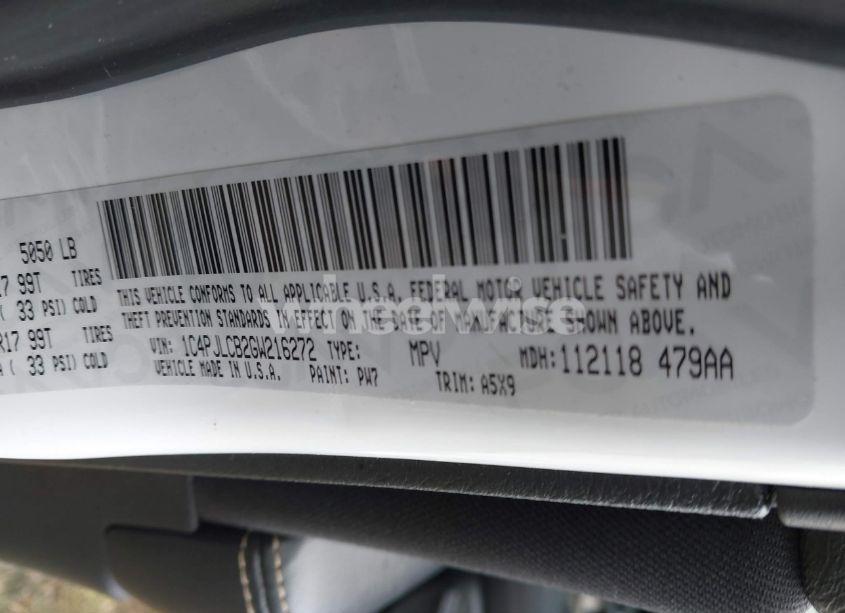 5050 LB
17 99T TIRES
33 PSI) COLD
R17 99T TIRES
A ( 33 PSI) COLD
THIS VEHICLE CONFORMS TO ALL APPLICABLE U.S.A. FEDERAL MOTOR VEHICLE SAFETY AND
THEFT PREVENTION STANDARDS IN EFFECT ON THE DATE OF MANUFACTURE SHOWN ABOVE.
VIN: 1C4PJLCB2GW216272 TYPE: MPV MDH: 112118 479AA
VEHICLE MADE IN U.S.A. PAINT: PW7 TRIM: A5X9
wheelwise